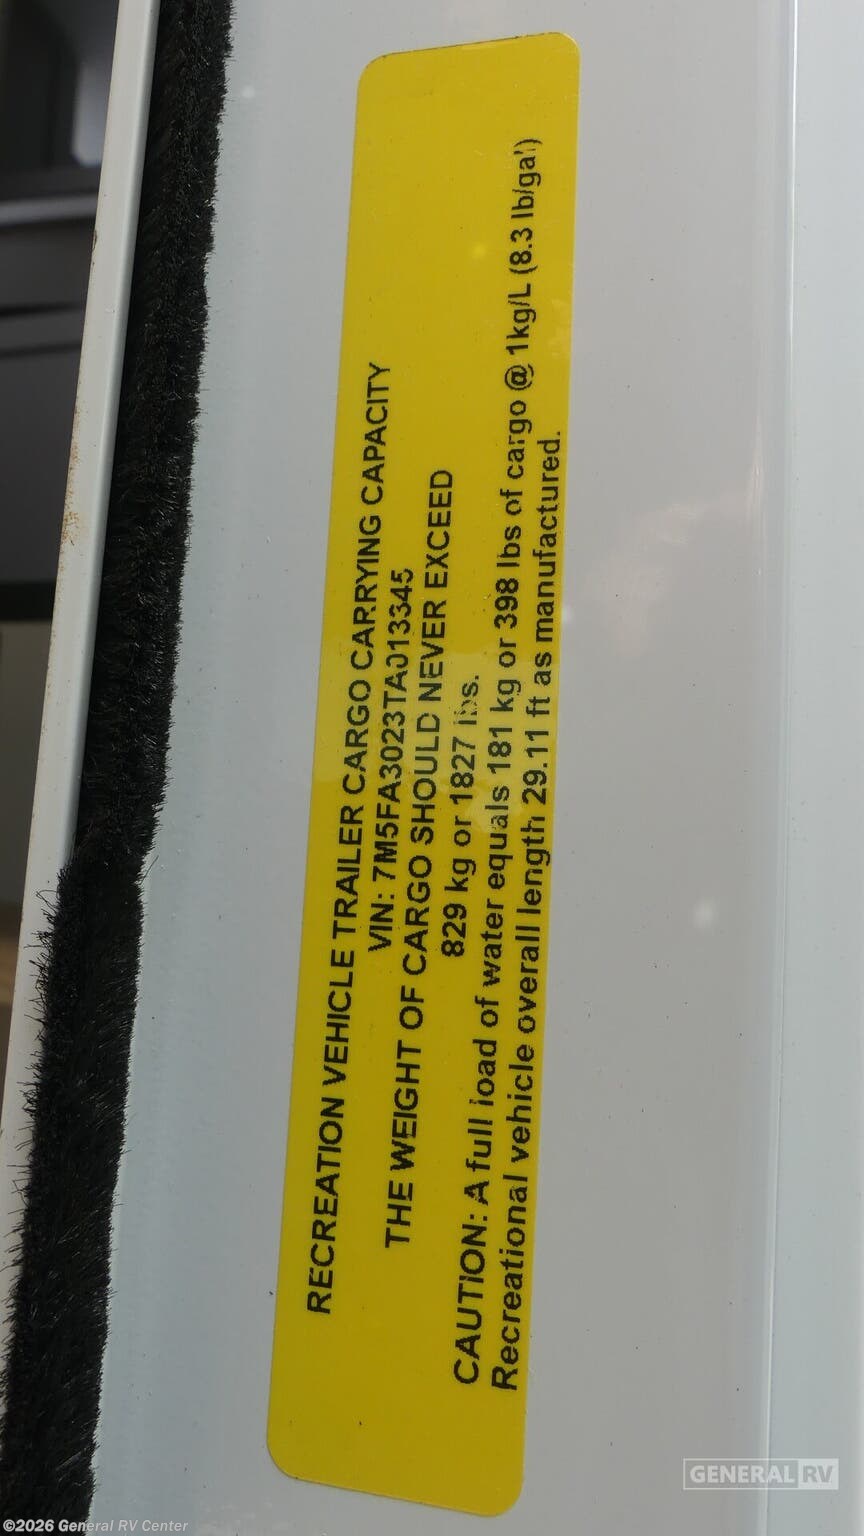 RECREATION VEHICLE TRAILER CARGO CARRYING CAPACITY
VIN: 7M5FA3023TA013345
THE WEIGHT OF CARGO SHOULD NEVER EXCEED
829 kg or 1827 lbs.
CAUTION: A full load of water equals 181 kg or 398 lbs of cargo @ 1kg/L (8.3 lb/gal)
Recreational vehicle overall length 29.11 ft as manufactured.
GENERAL RV
©2026 General RV Center